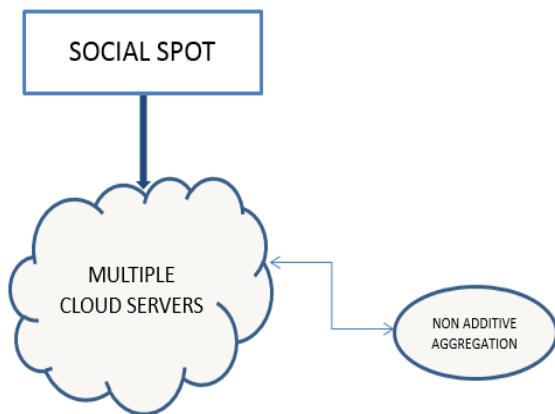 SOCIAL SPOT
MULTIPLE
CLOUD SERVERS
NON ADDITIVE
AGGREGATION